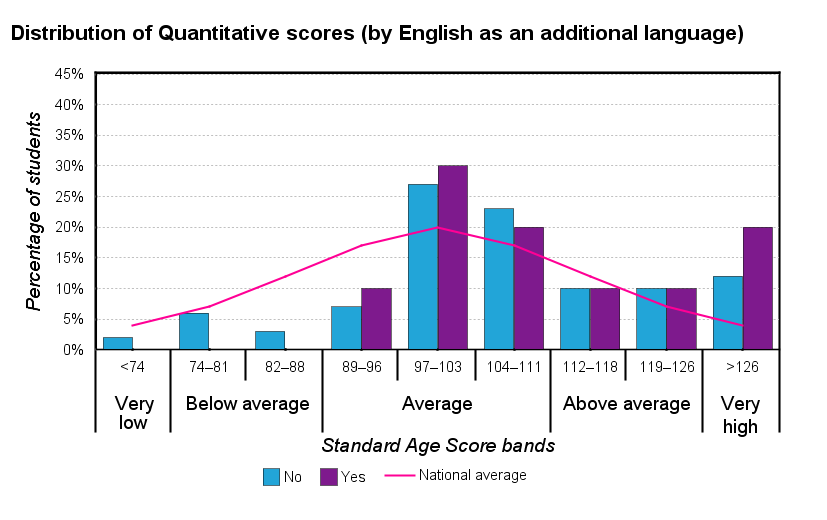 Distribution of Quantitative scores (by English as an additional language)
45%
40%
35%
30%
25%
20%
15%
10%
5%
0%
Percentage of students
<74 74–81 82–88 89–96 97–103 104–111 112–118 119–126 >126
Very low Below average Average Above average Very high
Standard Age Score bands
No Yes National average